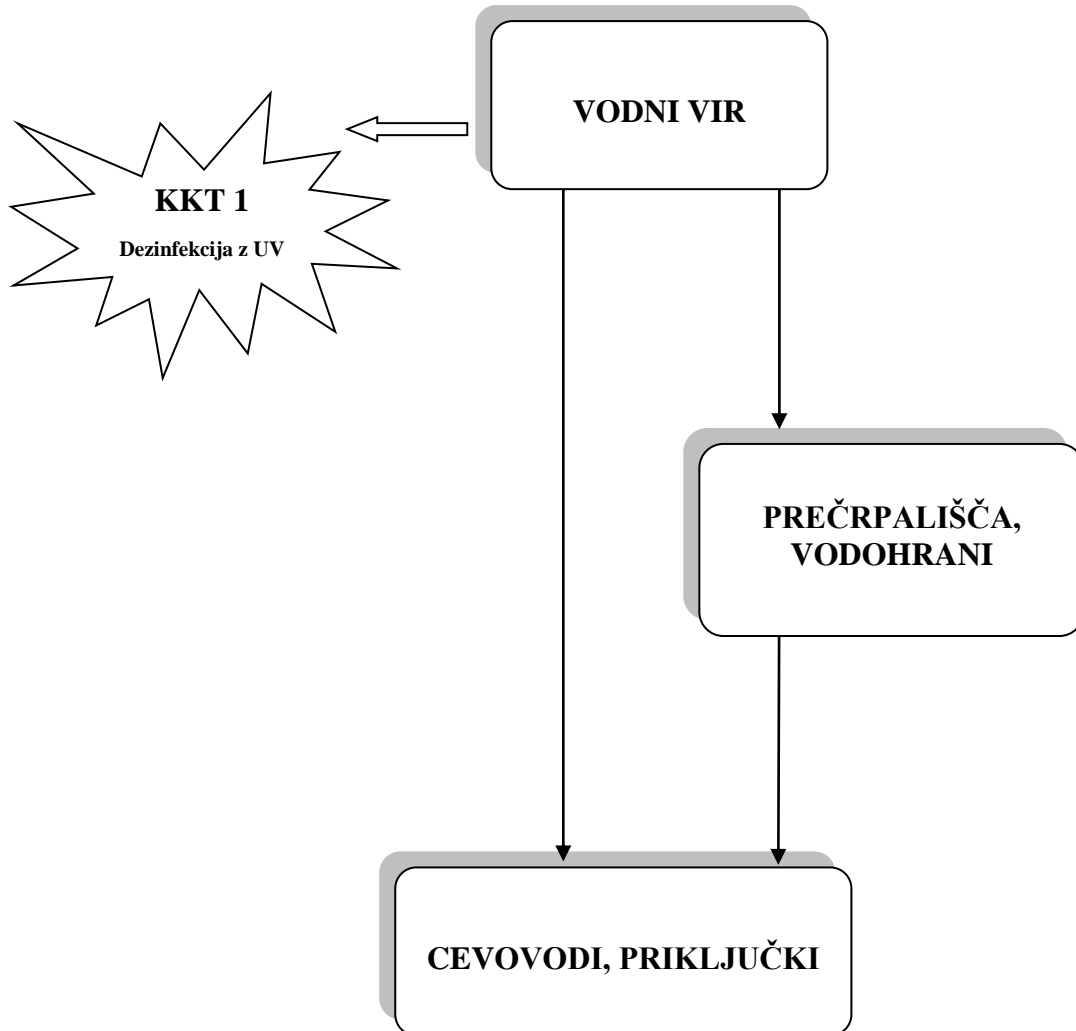 VODNI VIR
KKT 1
Dezinfekcija z UV
PREČRPALIŠČA,
VODOHRANI
CEVOVODI, PRIKLJUČKI